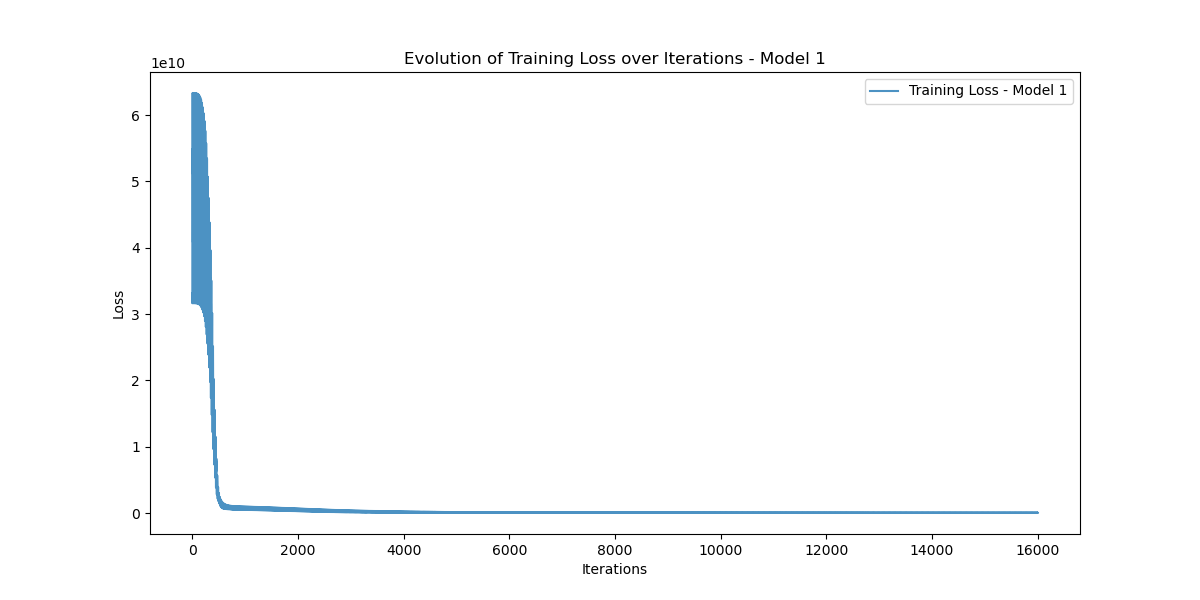 Evolution of Training Loss over Iterations - Model 1
1e10
Training Loss - Model 1
6
5
4
3
2
1
0
Loss
0 2000 4000 6000 8000 10000 12000 14000 16000
Iterations